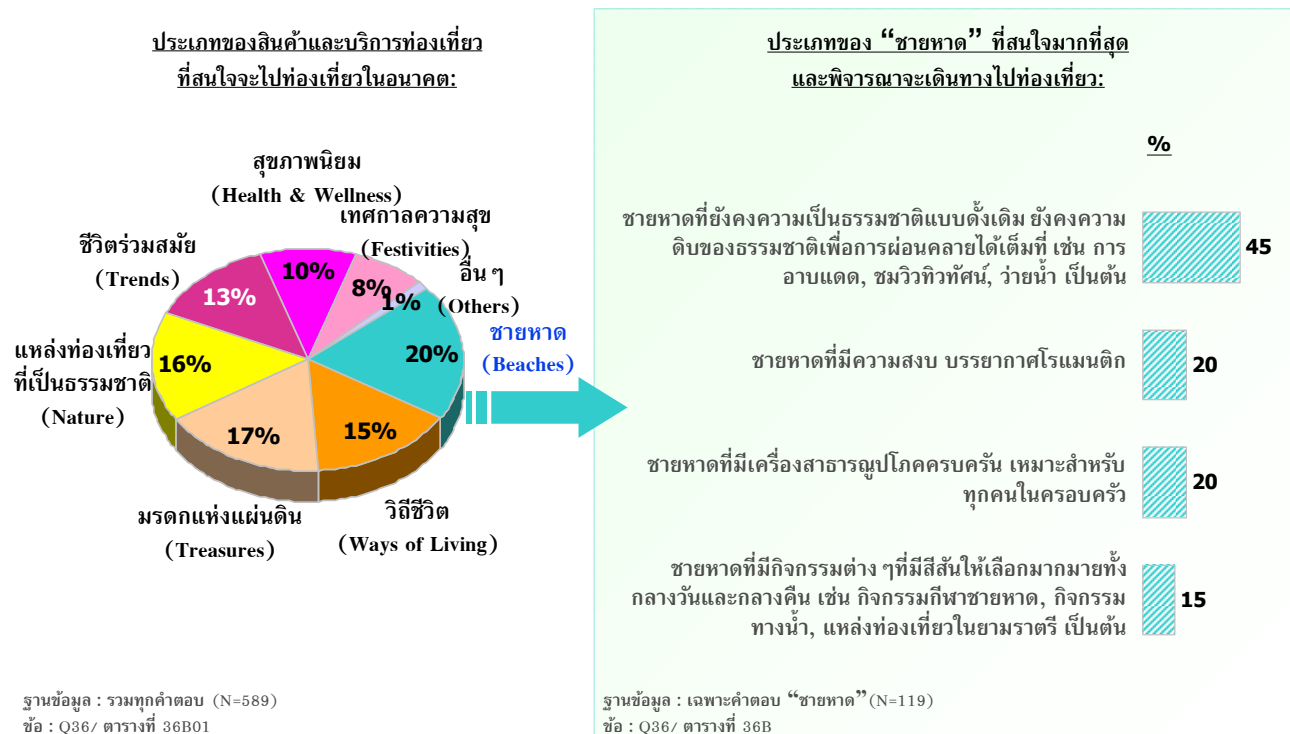 ประเภทของสินค้าและบริการท่องเที่ยว
ที่สนใจจะไปท่องเที่ยวในอนาคต:
สุขภาพนิยม
(Health & Wellness)
เทศกาลความสุข
(Festivities)
อื่น ๆ
(Others)
ชีวิตร่วมสมัย
(Trends)
แหล่งท่องเที่ยว
ที่เป็นธรรมชาติ
(Nature)
มรดกแห่งแผ่นดิน
(Treasures)
วิถีชีวิต
(Ways of Living)
ชายหาด
(Beaches)
10%
8%
1%
13%
20%
16%
17%
15%
ฐานข้อมูล : รวมทุกคำตอบ (N=589)
ข้อ : Q36/ ตารางที่ 36B01
ประเภทของ “ชายหาด” ที่สนใจมากที่สุด
และพิจารณาจะเดินทางไปท่องเที่ยว:
%
ชายหาดที่ยังคงความเป็นธรรมชาติแบบดั้งเดิม ยังคงความ
ดิบของธรรมชาติเพื่อการผ่อนคลายได้เต็มที่ เช่น การ
อาบแดด, ชมวิวทิวทัศน์, ว่ายน้ำ เป็นต้น
45
ชายหาดที่มีความสงบ บรรยากาศโรแมนติก
20
ชายหาดที่มีเครื่องสาธารณูปโภคครบครัน เหมาะสำหรับ
ทุกคนในครอบครัว
20
ชายหาดที่มีกิจกรรมต่าง ๆที่มีสีสันให้เลือกมากมายทั้ง
กลางวันและกลางคืน เช่น กิจกรรมกีฬาชายหาด, กิจกรรม
ทางน้ำ, แหล่งท่องเที่ยวในยามราตรี เป็นต้น
15
ฐานข้อมูล : เฉพาะคำตอบ “ชายหาด”(N=119)
ข้อ : Q36/ ตารางที่ 36B